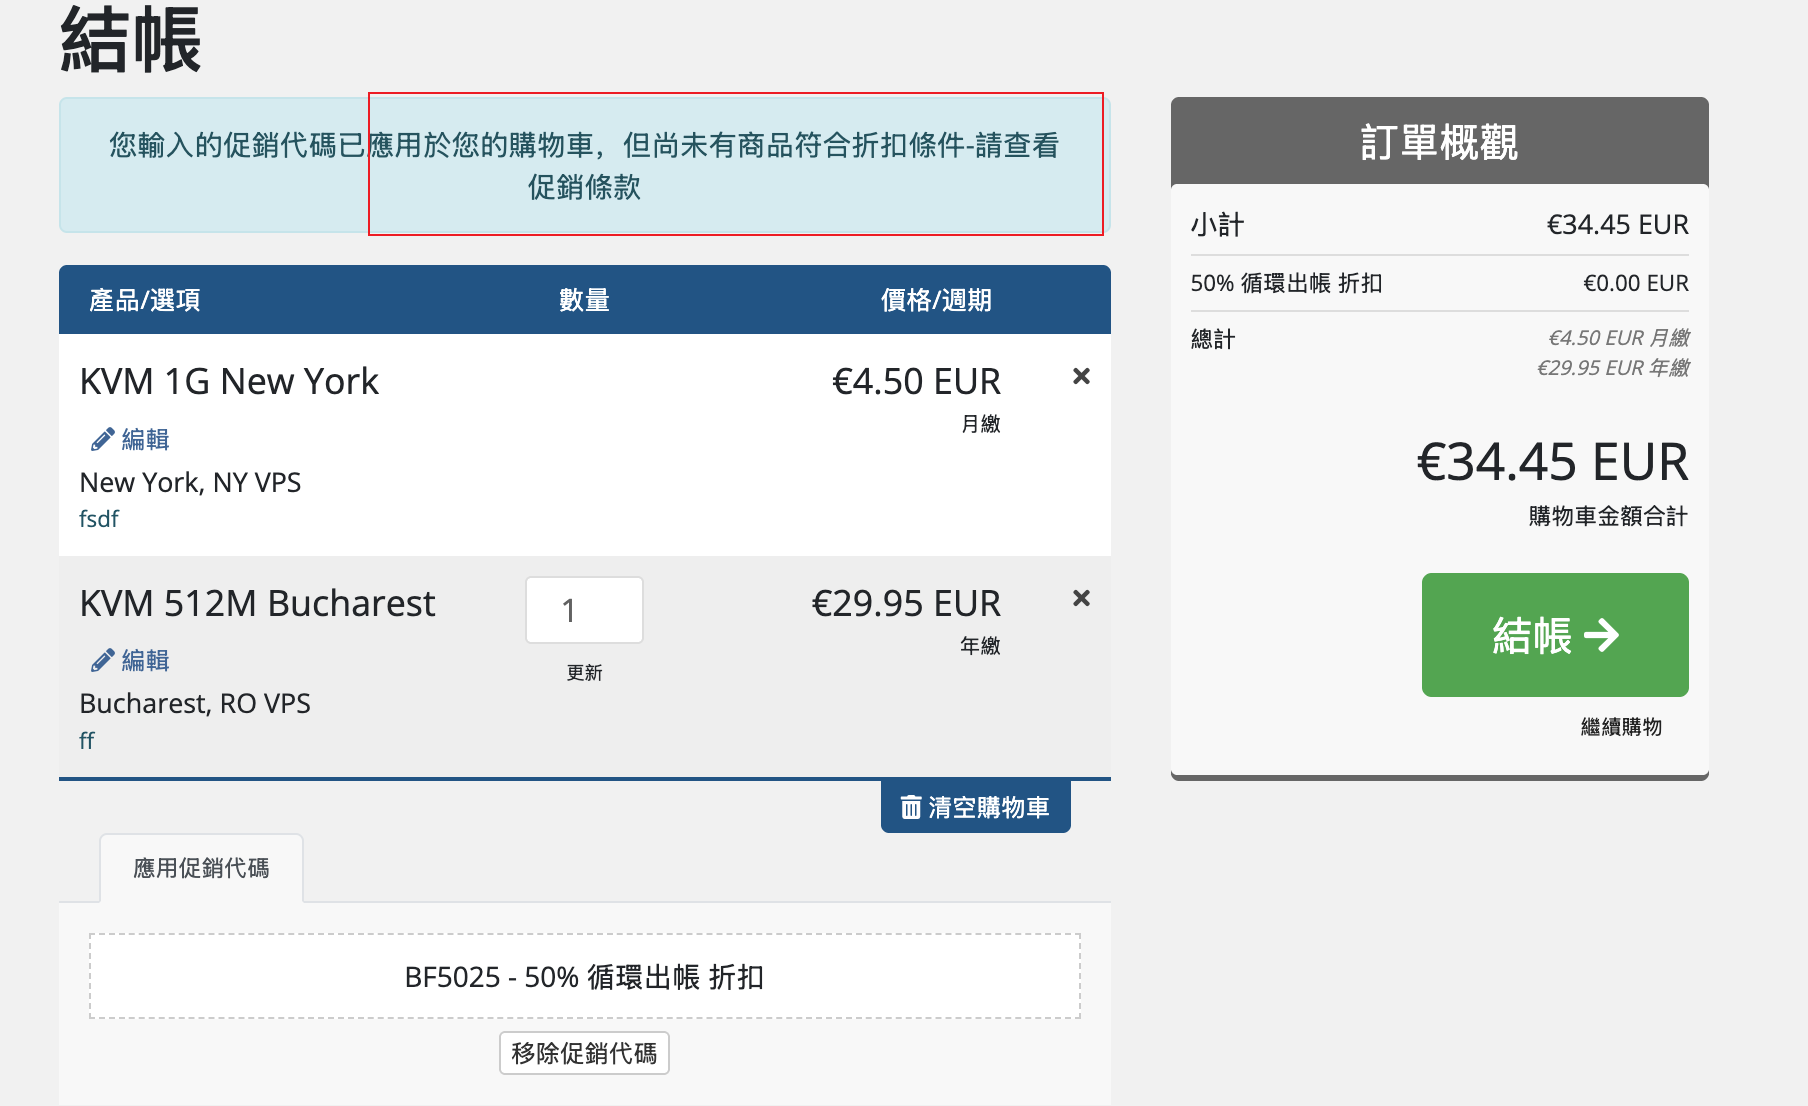 結帳
您輸入的促銷代碼已應用於您的購物車，但尚未有商品符合折扣條件-請查看
促銷條款
產品/選項 數量 價格/週期
KVM 1G New York €4.50 EUR
月繳
編輯
New York, NY VPS
fsdf
KVM 512M Bucharest 1 €29.95 EUR
年繳
編輯
更新
Bucharest, RO VPS
ff
清空購物車
應用促銷代碼
BF5025 - 50% 循環出帳 折扣
移除促銷代碼
訂單概觀
小計 €34.45 EUR
50% 循環出帳 折扣 €0.00 EUR
總計 €4.50 EUR 月繳
€29.95 EUR 年繳
€34.45 EUR
購物車金額合計
結帳
繼續購物